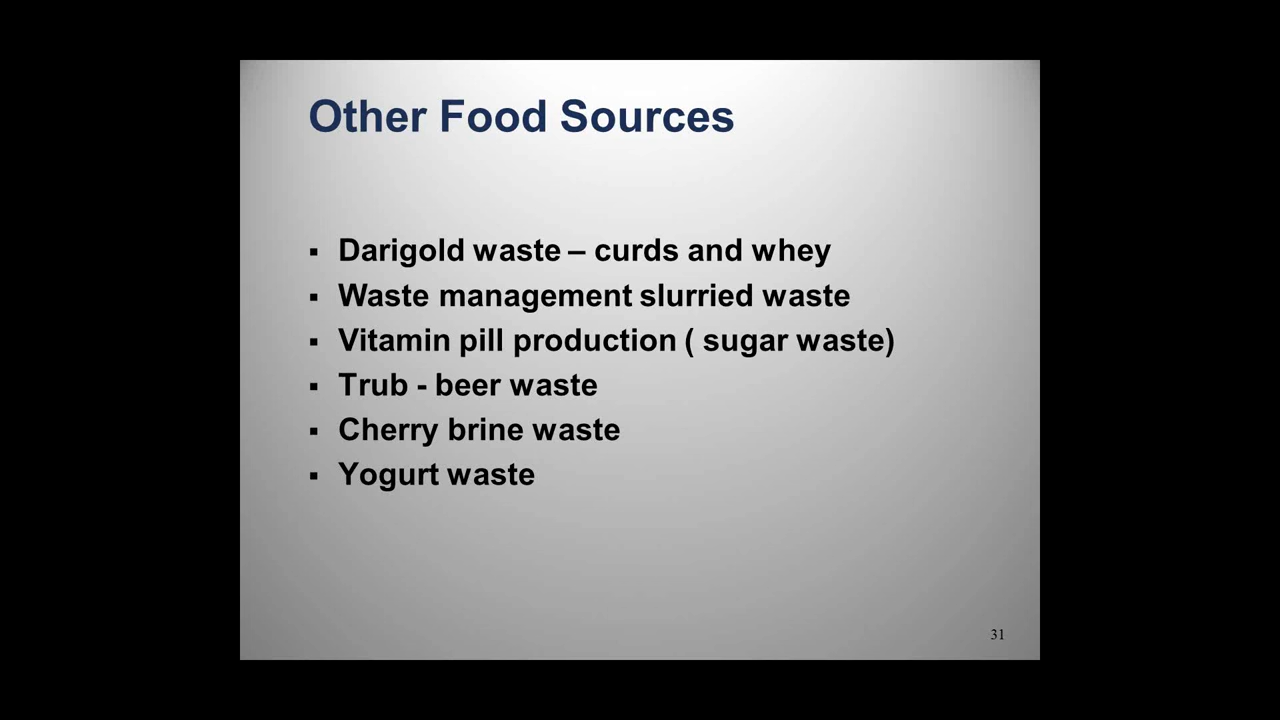 Other Food Sources
▪ Darigold waste – curds and whey
▪ Waste management slurried waste
▪ Vitamin pill production ( sugar waste)
▪ Trub - beer waste
▪ Cherry brine waste
▪ Yogurt waste
31